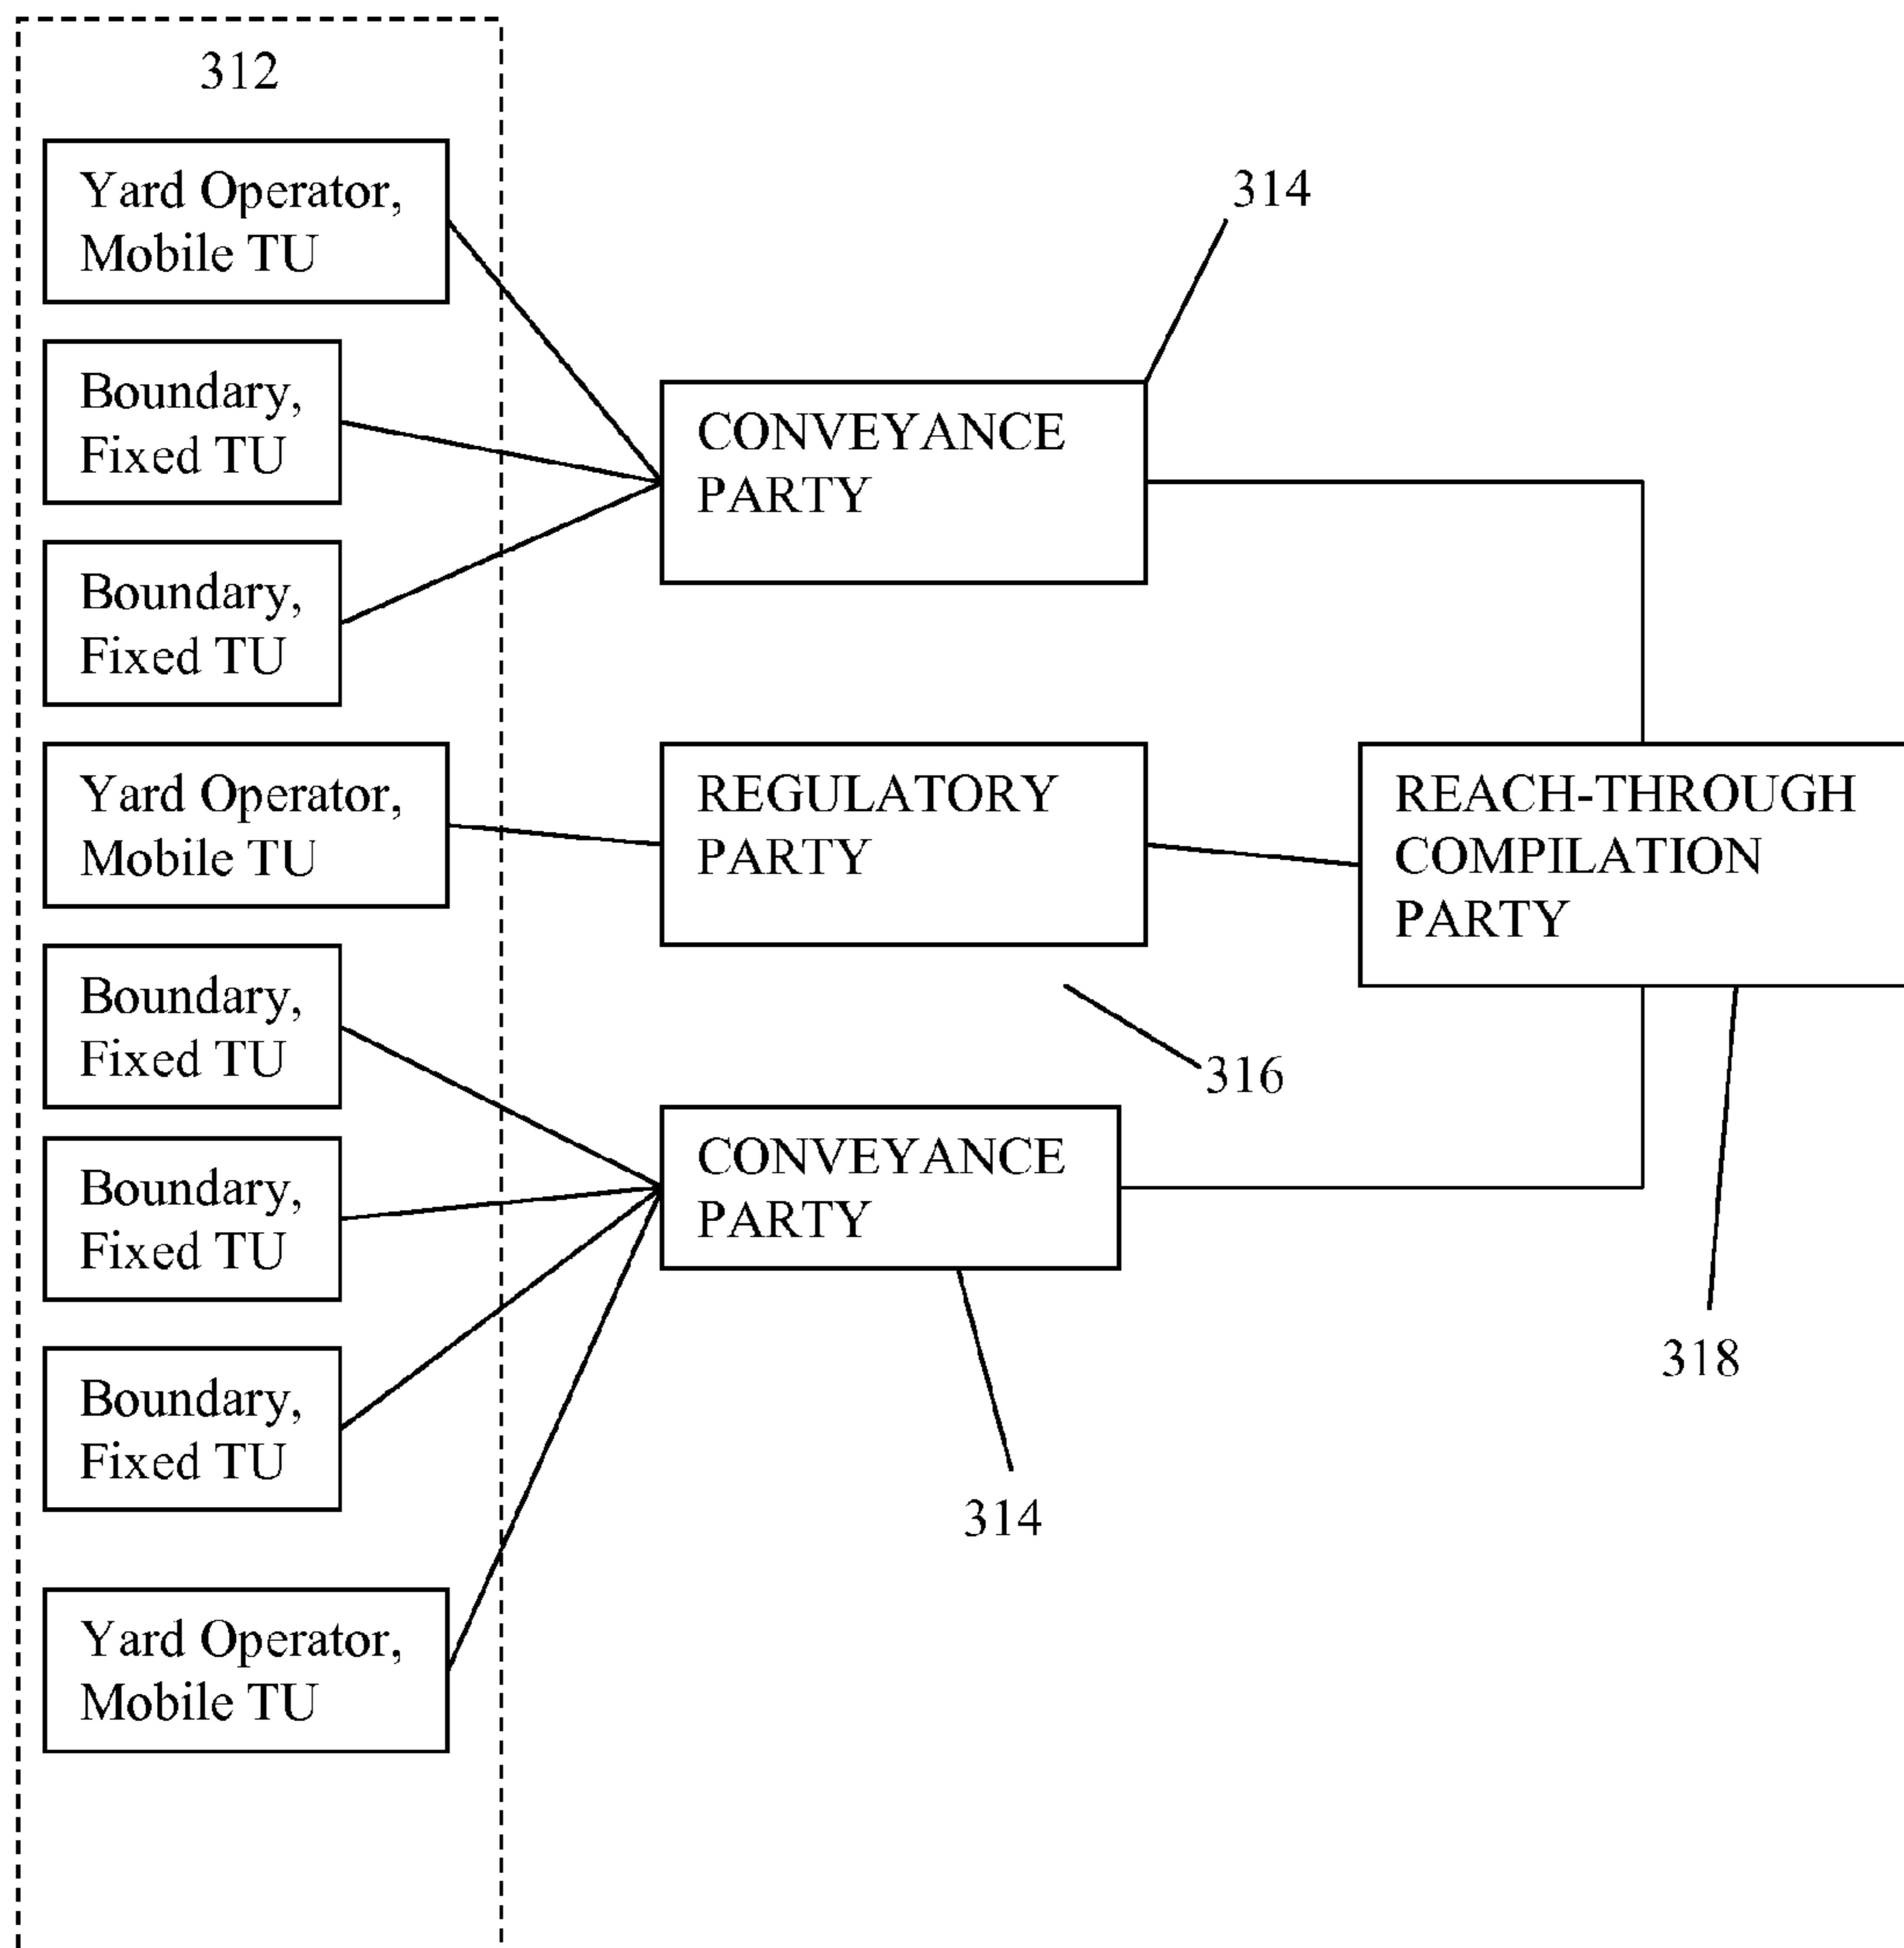 312
Yard Operator,
Mobile TU
Boundary,
Fixed TU
Boundary,
Fixed TU
Yard Operator,
Mobile TU
Boundary,
Fixed TU
Boundary,
Fixed TU
Boundary,
Fixed TU
Yard Operator,
Mobile TU
314
CONVEYANCE
PARTY
REGULATORY
PARTY
316
CONVEYANCE
PARTY
314
REACH-THROUGH
COMPILATION
PARTY
318